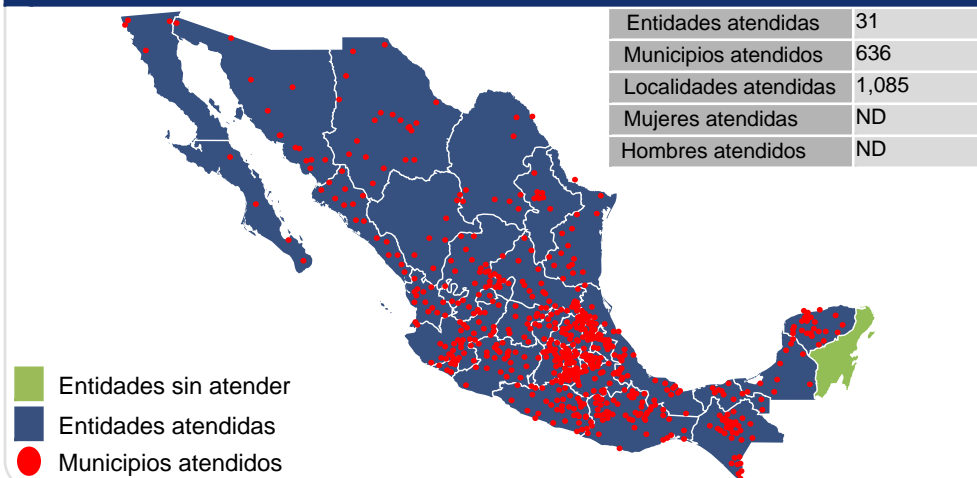 Entidades atendidas 31
Municipios atendidos 636
Localidades atendidas 1,085
Mujeres atendidas ND
Hombres atendidos ND
Entidades sin atender
Entidades atendidas
Municipios atendidos